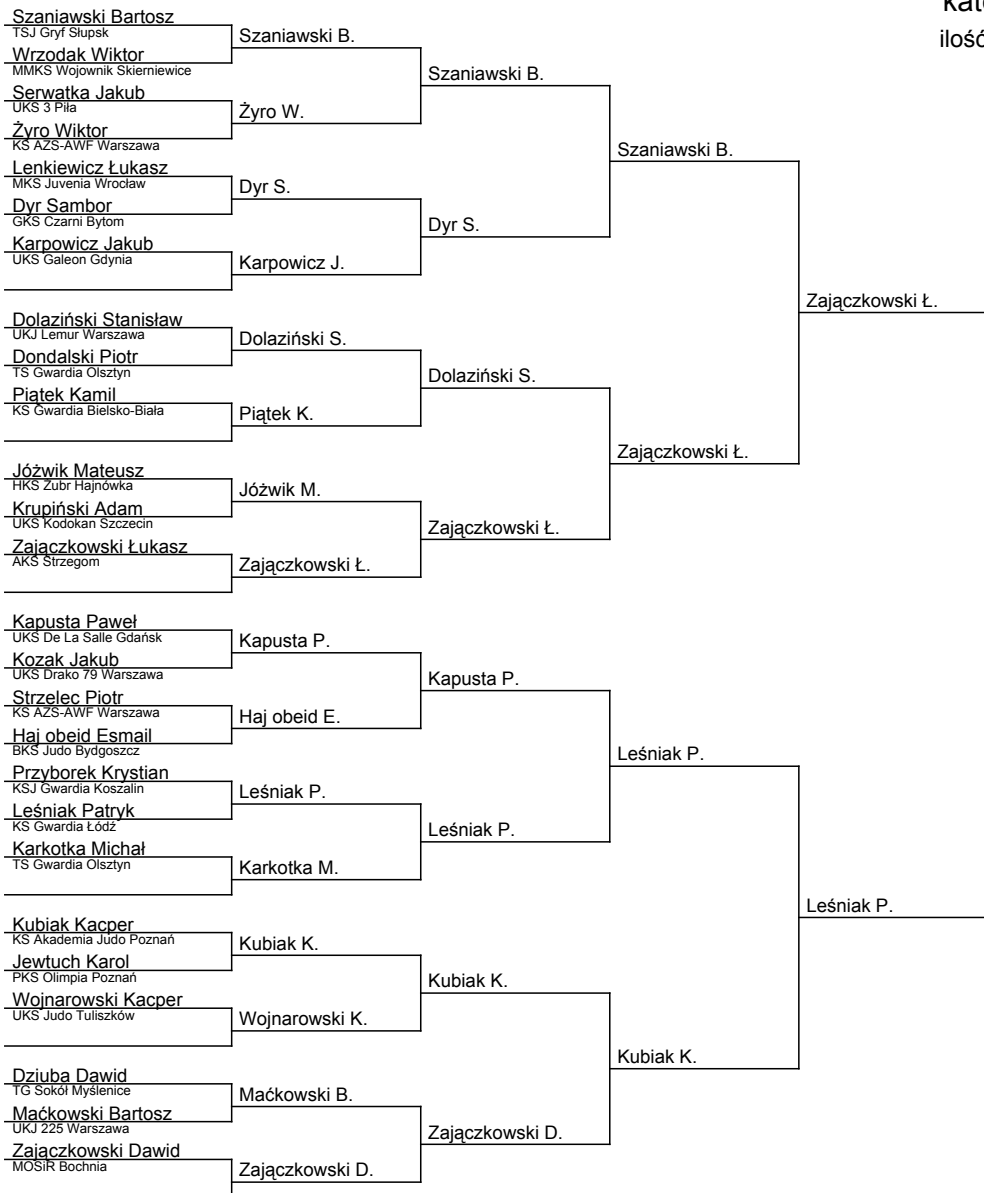 kat
ilość
Szaniawski Bartosz
TSJ Gryf Słupsk
Wrzodak Wiktor
MMKS Wojownik Skierniewice
Serwatka Jakub
UKS 3 Piła
Żyro Wiktor
KS AZS-AWF Warszawa
Lenkiewicz Łukasz
MKS Juvenia Wrocław
Dyr Sambor
GKS Czarni Bytom
Karpowicz Jakub
UKS Galeon Gdynia
Dolaziński Stanisław
UKJ Lemur Warszawa
Dondalski Piotr
TS Gwardia Olsztyn
Piątek Kamil
KS Gwardia Bielsko-Biała
Jóżwik Mateusz
HKS Żubr Hajnówka
Krupiński Adam
UKS Kodokan Szczecin
Zajączkowski Łukasz
AKS Strzegom
Kapusta Paweł
UKS De La Salle Gdańsk
Kozak Jakub
UKS Drako 79 Warszawa
Strzelec Piotr
KS AZS-AWF Warszawa
Haj obeid Esmail
BKS Judo Bydgoszcz
Przyborek Krystian
KSJ Gwardia Koszalin
Leśniak Patryk
KS Gwardia Łódź
Karkotka Michał
TS Gwardia Olsztyn
Kubiak Kacper
KS Akademia Judo Poznań
Jewtuch Karol
PKS Olimpia Poznań
Wojnarowski Kacper
UKS Judo Tuliszków
Dziuba Dawid
TG Sokół Myślenice
Maćkowski Bartosz
UKJ 225 Warszawa
Zajączkowski Dawid
MOSiR Bochnia
Szaniawski B.
Żyro W.
Dyr S.
Karpowicz J.
Dolaziński S.
Piątek K.
Jóżwik M.
Zajączkowski Ł.
Kapusta P.
Haj obeid E.
Leśniak P.
Karkotka M.
Kubiak K.
Wojnarowski K.
Maćkowski B.
Zajączkowski D.
Szaniawski B.
Dyr S.
Dolaziński S.
Zajączkowski Ł.
Kapusta P.
Leśniak P.
Kubiak K.
Zajączkowski D.
Szaniawski B.
Zajączkowski Ł.
Leśniak P.
Kubiak K.
Zajączkowski Ł.
Leśniak P.